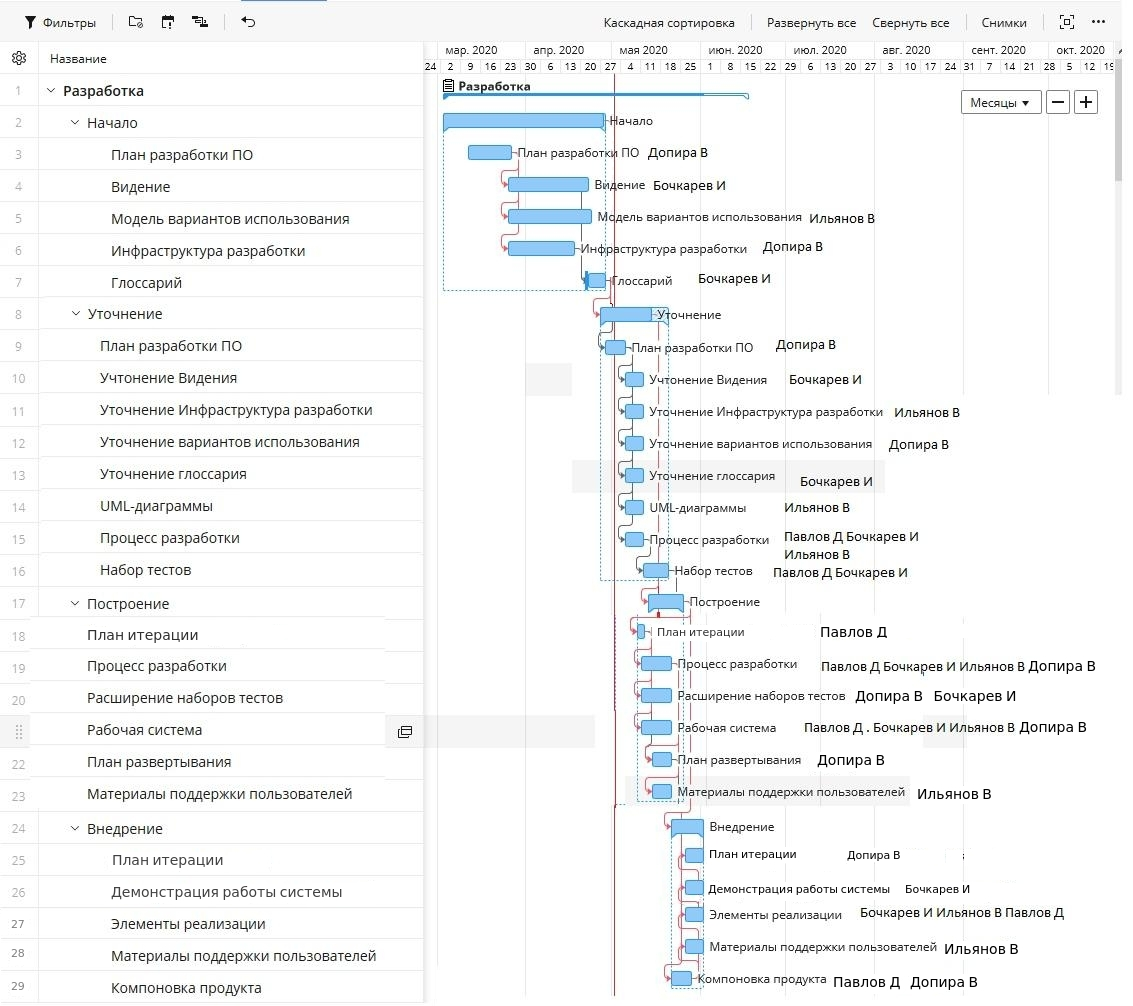 Фильтры Каскадная сортировка Развернуть все Свернуть все Снимки
Название мар. 2020 апр. 2020 мая 2020 июн. 2020 июл. 2020 авг. 2020 сент. 2020 окт. 2020
24 2 9 16 23 30 6 13 20 27 4 11 18 25 1 8 15 22 29 6 13 20 27 3 10 17 24 31 7 14 21 28 5 12 19
1 Разработка Разработка
Месяцы
2 Начало Начало
3 План разработки ПО План разработки ПО Допира В
4 Видение Видение Бочкарев И
5 Модель вариантов использования Модель вариантов использования Ильянов В
6 Инфраструктура разработки Инфраструктура разработки Допира В
7 Глоссарий Глоссарий Бочкарев И
8 Уточнение Уточнение
9 План разработки ПО План разработки ПО Допира В
10 Учтонение Видения Учтонение Видения Бочкарев И
11 Уточнение Инфраструктура разработки Уточнение Инфраструктура разработки Ильянов В
12 Уточнение вариантов использования Уточнение вариантов использования Допира В
13 Уточнение глоссария Уточнение глоссария Бочкарев И
14 UML-диаграммы UML-диаграммы Ильянов В
15 Процесс разработки Процесс разработки Павлов Д Бочкарев И
Ильянов В
16 Набор тестов Набор тестов Павлов Д Бочкарев И
17 Построение Построение
18 План итерации План итерации Павлов Д
19 Процесс разработки Процесс разработки Павлов Д Бочкарев И Ильянов В Допира В
20 Расширение наборов тестов Расширение наборов тестов Допира В Бочкарев И
Рабочая система Рабочая система Павлов Д . Бочкарев И Ильянов В Допира В
22 План развертывания План развертывания Допира В
23 Материалы поддержки пользователей Материалы поддержки пользователей Ильянов В
24 Внедрение Внедрение
25 План итерации План итерации Допира В
26 Демонстрация работы системы Демонстрация работы системы Бочкарев И
27 Элементы реализации Элементы реализации Бочкарев И Ильянов В Павлов Д
28 Материалы поддержки пользователей Материалы поддержки пользователей Ильянов В
29 Компоновка продукта Компоновка продукта Павлов Д Допира В